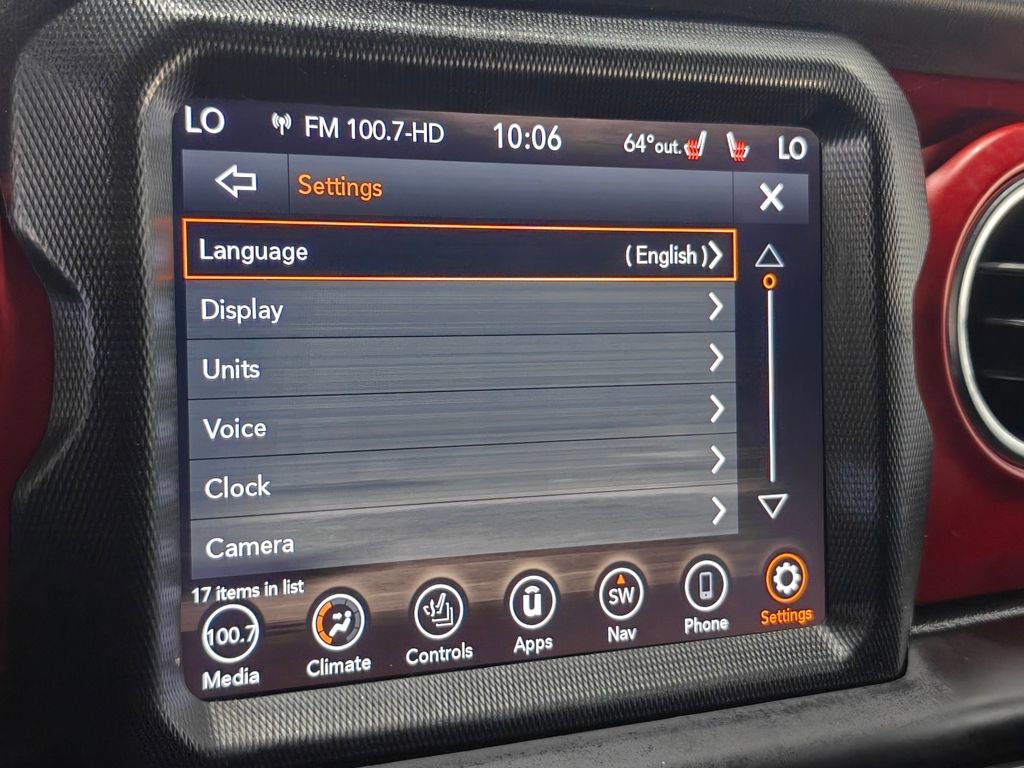 LO FM 100.7-HD 10:06 64°out. LO
Settings X
Language (English)
Display
Units
Voice
Clock
Camera
17 items in list
100.7 u SW
Media Climate Controls Apps Nav Phone Settings